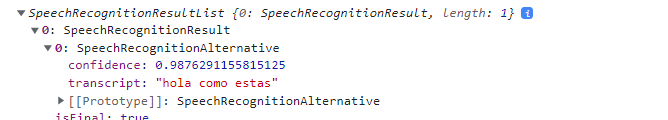 SpeechRecognitionResultList {0: SpeechRecognitionResult, length: 1} i
0: SpeechRecognitionResult
0: SpeechRecognitionAlternative
confidence: 0.9876291155815125
transcript: "hola como estas"
[[Prototype]]: SpeechRecognitionAlternative
isFinal: true